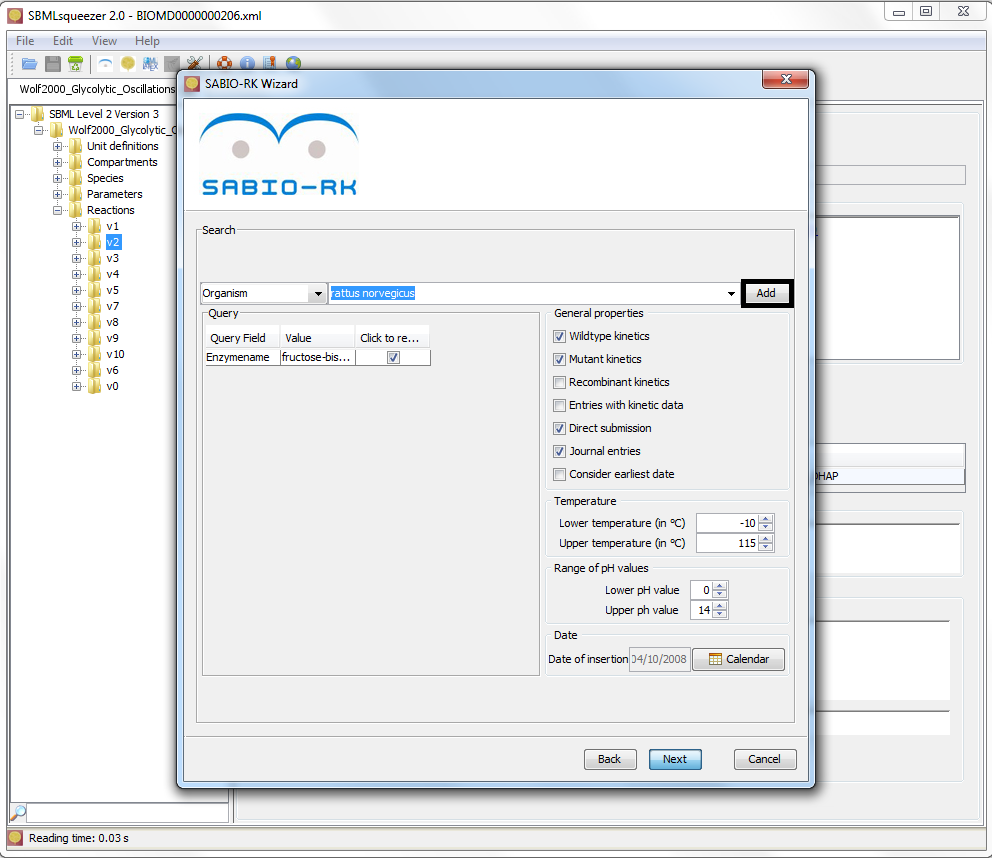 SBMLsqueezer 2.0 - BIOMD0000000206.xml
File Edit View Help
Wolf2000_Glycolytic_Oscillations
SBML Level 2 Version 3
Wolf2000_Glycolytic_
Unit definitions
Compartments
Species
Parameters
Reactions
v1
v2
v3
v4
v5
v7
v8
v9
v10
v6
v0
SABIO-RK Wizard
SABIO-RK
Search
Organism rattus norvegicus Add
Query
Query Field Value Click to re...
Enzymename fructose-bis...
General properties
Wildtype kinetics
Mutant kinetics
Recombinant kinetics
Entries with kinetic data
Direct submission
Journal entries
Consider earliest date
Temperature
Lower temperature (in °C) -10
Upper temperature (in °C) 115
Range of pH values
Lower pH value 0
Upper ph value 14
Date
Date of insertion 04/10/2008 Calendar
Back Next Cancel
DHAP
Reading time: 0.03 s